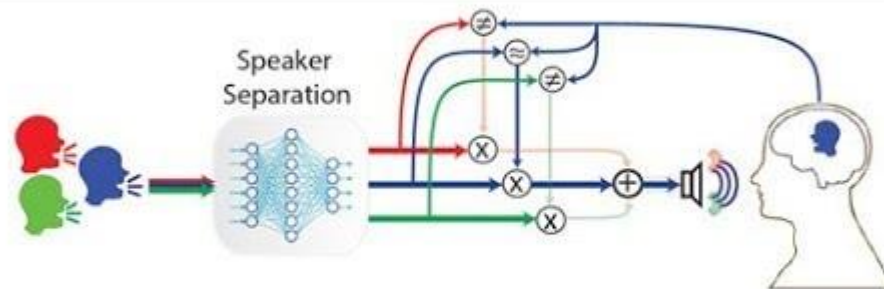 ≠
≈
≠
Speaker
Separation
X
X
+
X